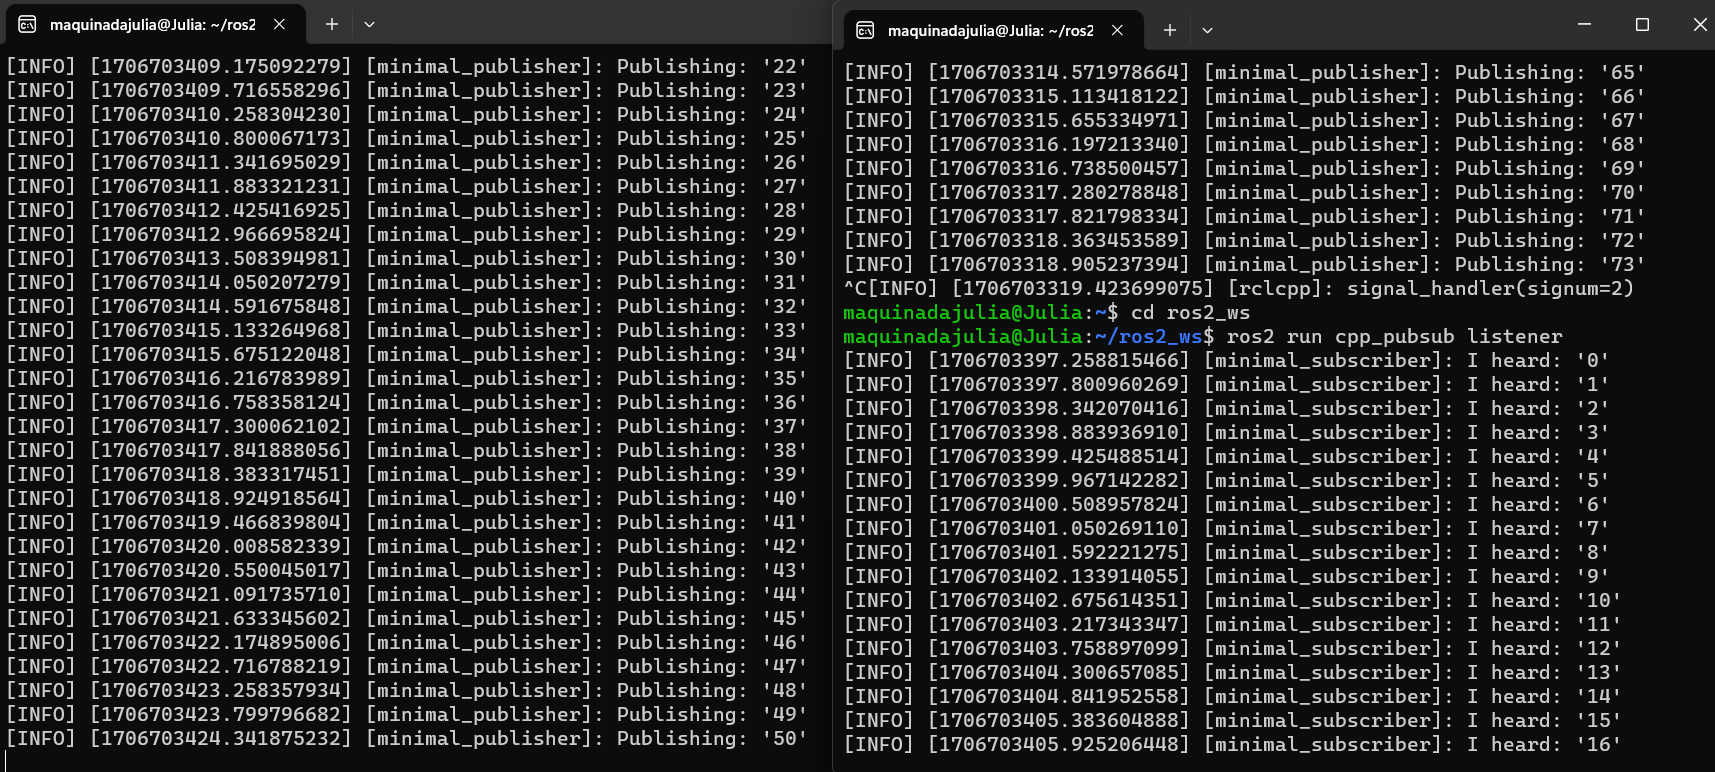 maquinadajulia@Julia: ~/ros2
[INFO] [1706703409.175092279] [minimal_publisher]: Publishing: '22'
[INFO] [1706703409.716558296] [minimal_publisher]: Publishing: '23'
[INFO] [1706703410.258304230] [minimal_publisher]: Publishing: '24'
[INFO] [1706703410.800067173] [minimal_publisher]: Publishing: '25'
[INFO] [1706703411.341695029] [minimal_publisher]: Publishing: '26'
[INFO] [1706703411.883321231] [minimal_publisher]: Publishing: '27'
[INFO] [1706703412.425416925] [minimal_publisher]: Publishing: '28'
[INFO] [1706703412.966695824] [minimal_publisher]: Publishing: '29'
[INFO] [1706703413.508394981] [minimal_publisher]: Publishing: '30'
[INFO] [1706703414.050207279] [minimal_publisher]: Publishing: '31'
[INFO] [1706703414.591675848] [minimal_publisher]: Publishing: '32'
[INFO] [1706703415.133264968] [minimal_publisher]: Publishing: '33'
[INFO] [1706703415.675122048] [minimal_publisher]: Publishing: '34'
[INFO] [1706703416.216783989] [minimal_publisher]: Publishing: '35'
[INFO] [1706703416.758358124] [minimal_publisher]: Publishing: '36'
[INFO] [1706703417.300062102] [minimal_publisher]: Publishing: '37'
[INFO] [1706703417.841888056] [minimal_publisher]: Publishing: '38'
[INFO] [1706703418.383317451] [minimal_publisher]: Publishing: '39'
[INFO] [1706703418.924918564] [minimal_publisher]: Publishing: '40'
[INFO] [1706703419.466839804] [minimal_publisher]: Publishing: '41'
[INFO] [1706703420.008582339] [minimal_publisher]: Publishing: '42'
[INFO] [1706703420.550045017] [minimal_publisher]: Publishing: '43'
[INFO] [1706703421.091735710] [minimal_publisher]: Publishing: '44'
[INFO] [1706703421.633345602] [minimal_publisher]: Publishing: '45'
[INFO] [1706703422.174895006] [minimal_publisher]: Publishing: '46'
[INFO] [1706703422.716788219] [minimal_publisher]: Publishing: '47'
[INFO] [1706703423.258357934] [minimal_publisher]: Publishing: '48'
[INFO] [1706703423.799796682] [minimal_publisher]: Publishing: '49'
[INFO] [1706703424.341875232] [minimal_publisher]: Publishing: '50'
maquinadajulia@Julia: ~/ros2
[INFO] [1706703314.571978664] [minimal_publisher]: Publishing: '65'
[INFO] [1706703315.113418122] [minimal_publisher]: Publishing: '66'
[INFO] [1706703315.655334971] [minimal_publisher]: Publishing: '67'
[INFO] [1706703316.197213340] [minimal_publisher]: Publishing: '68'
[INFO] [1706703316.738500457] [minimal_publisher]: Publishing: '69'
[INFO] [1706703317.280278848] [minimal_publisher]: Publishing: '70'
[INFO] [1706703317.821798334] [minimal_publisher]: Publishing: '71'
[INFO] [1706703318.363453589] [minimal_publisher]: Publishing: '72'
[INFO] [1706703318.905237394] [minimal_publisher]: Publishing: '73'
^C[INFO] [1706703319.423699075] [rclcpp]: signal_handler(signum=2)
maquinadajulia@Julia:~$ cd ros2_ws
maquinadajulia@Julia:~/ros2_ws$ ros2 run cpp_pubsub listener
[INFO] [1706703397.258815466] [minimal_subscriber]: I heard: '0'
[INFO] [1706703397.800960269] [minimal_subscriber]: I heard: '1'
[INFO] [1706703398.342070416] [minimal_subscriber]: I heard: '2'
[INFO] [1706703398.883936910] [minimal_subscriber]: I heard: '3'
[INFO] [1706703399.425488514] [minimal_subscriber]: I heard: '4'
[INFO] [1706703399.967142282] [minimal_subscriber]: I heard: '5'
[INFO] [1706703400.508957824] [minimal_subscriber]: I heard: '6'
[INFO] [1706703401.050269110] [minimal_subscriber]: I heard: '7'
[INFO] [1706703401.592221275] [minimal_subscriber]: I heard: '8'
[INFO] [1706703402.133914055] [minimal_subscriber]: I heard: '9'
[INFO] [1706703402.675614351] [minimal_subscriber]: I heard: '10'
[INFO] [1706703403.217343347] [minimal_subscriber]: I heard: '11'
[INFO] [1706703403.758897099] [minimal_subscriber]: I heard: '12'
[INFO] [1706703404.300657085] [minimal_subscriber]: I heard: '13'
[INFO] [1706703404.841952558] [minimal_subscriber]: I heard: '14'
[INFO] [1706703405.383604888] [minimal_subscriber]: I heard: '15'
[INFO] [1706703405.925206448] [minimal_subscriber]: I heard: '16'